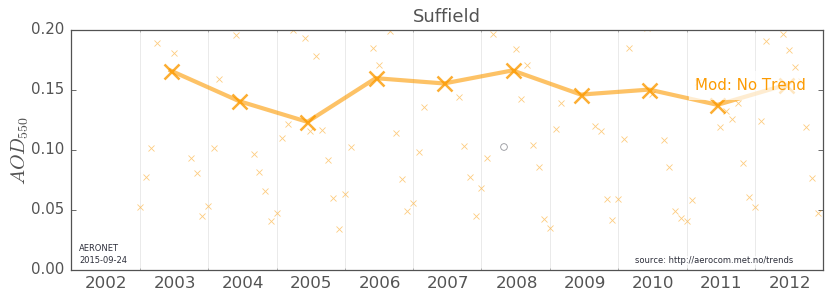 Suffield
0.20
0.15
0.10
0.05
0.00
AOD550
Mod: No Trend
AERONET
2015-09-24
source: http://aerocom.met.no/trends
2002 2003 2004 2005 2006 2007 2008 2009 2010 2011 2012